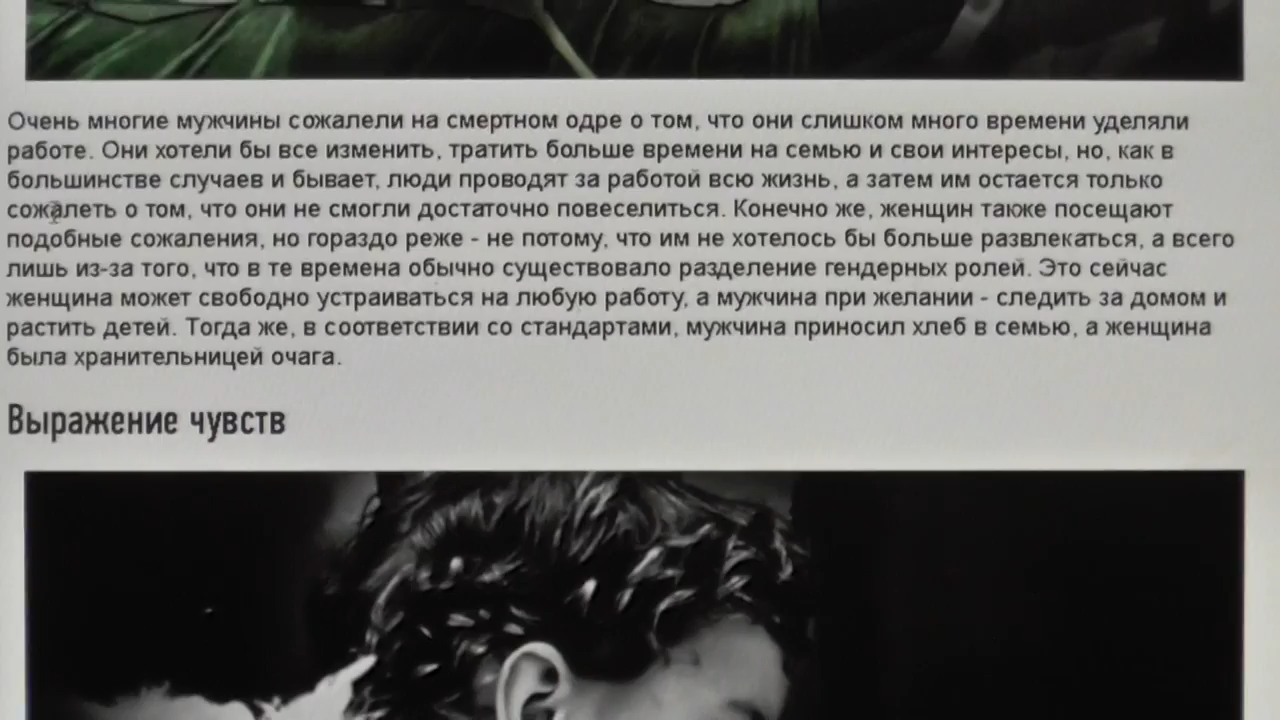 Очень многие мужчины сожалели на смертном одре о том, что они слишком много времени уделяли
работе. Они хотели бы все изменить, тратить больше времени на семью и свои интересы, но, как в
большинстве случаев и бывает, люди проводят за работой всю жизнь, а затем им остается только
сожалеть о том, что они не смогли достаточно повеселиться. Конечно же, женщин также посещают
подобные сожаления, но гораздо реже - не потому, что им не хотелось бы больше развлекаться, а всего
лишь из-за того, что в те времена обычно существовало разделение гендерных ролей. Это сейчас
женщина может свободно устраиваться на любую работу, а мужчина при желании - следить за домом и
растить детей. Тогда же, в соответствии со стандартами, мужчина приносил хлеб в семью, а женщина
была хранительницей очага.
Выражение чувств